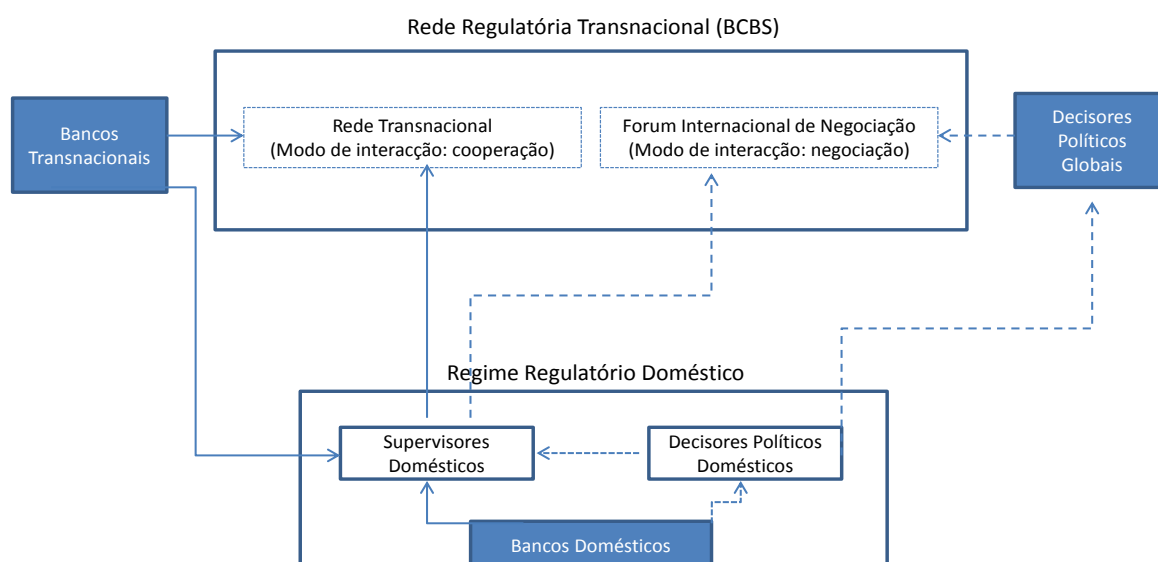 Rede Regulatória Transnacional (BCBS)
Bancos
Transnacionais
Rede Transnacional
(Modo de interacção: cooperação)
Forum Internacional de Negociação
(Modo de interacção: negociação)
Decisores
Políticos
Globais
Regime Regulatório Doméstico
Supervisores
Domésticos
Decisores Políticos
Domésticos
Bancos Domésticos